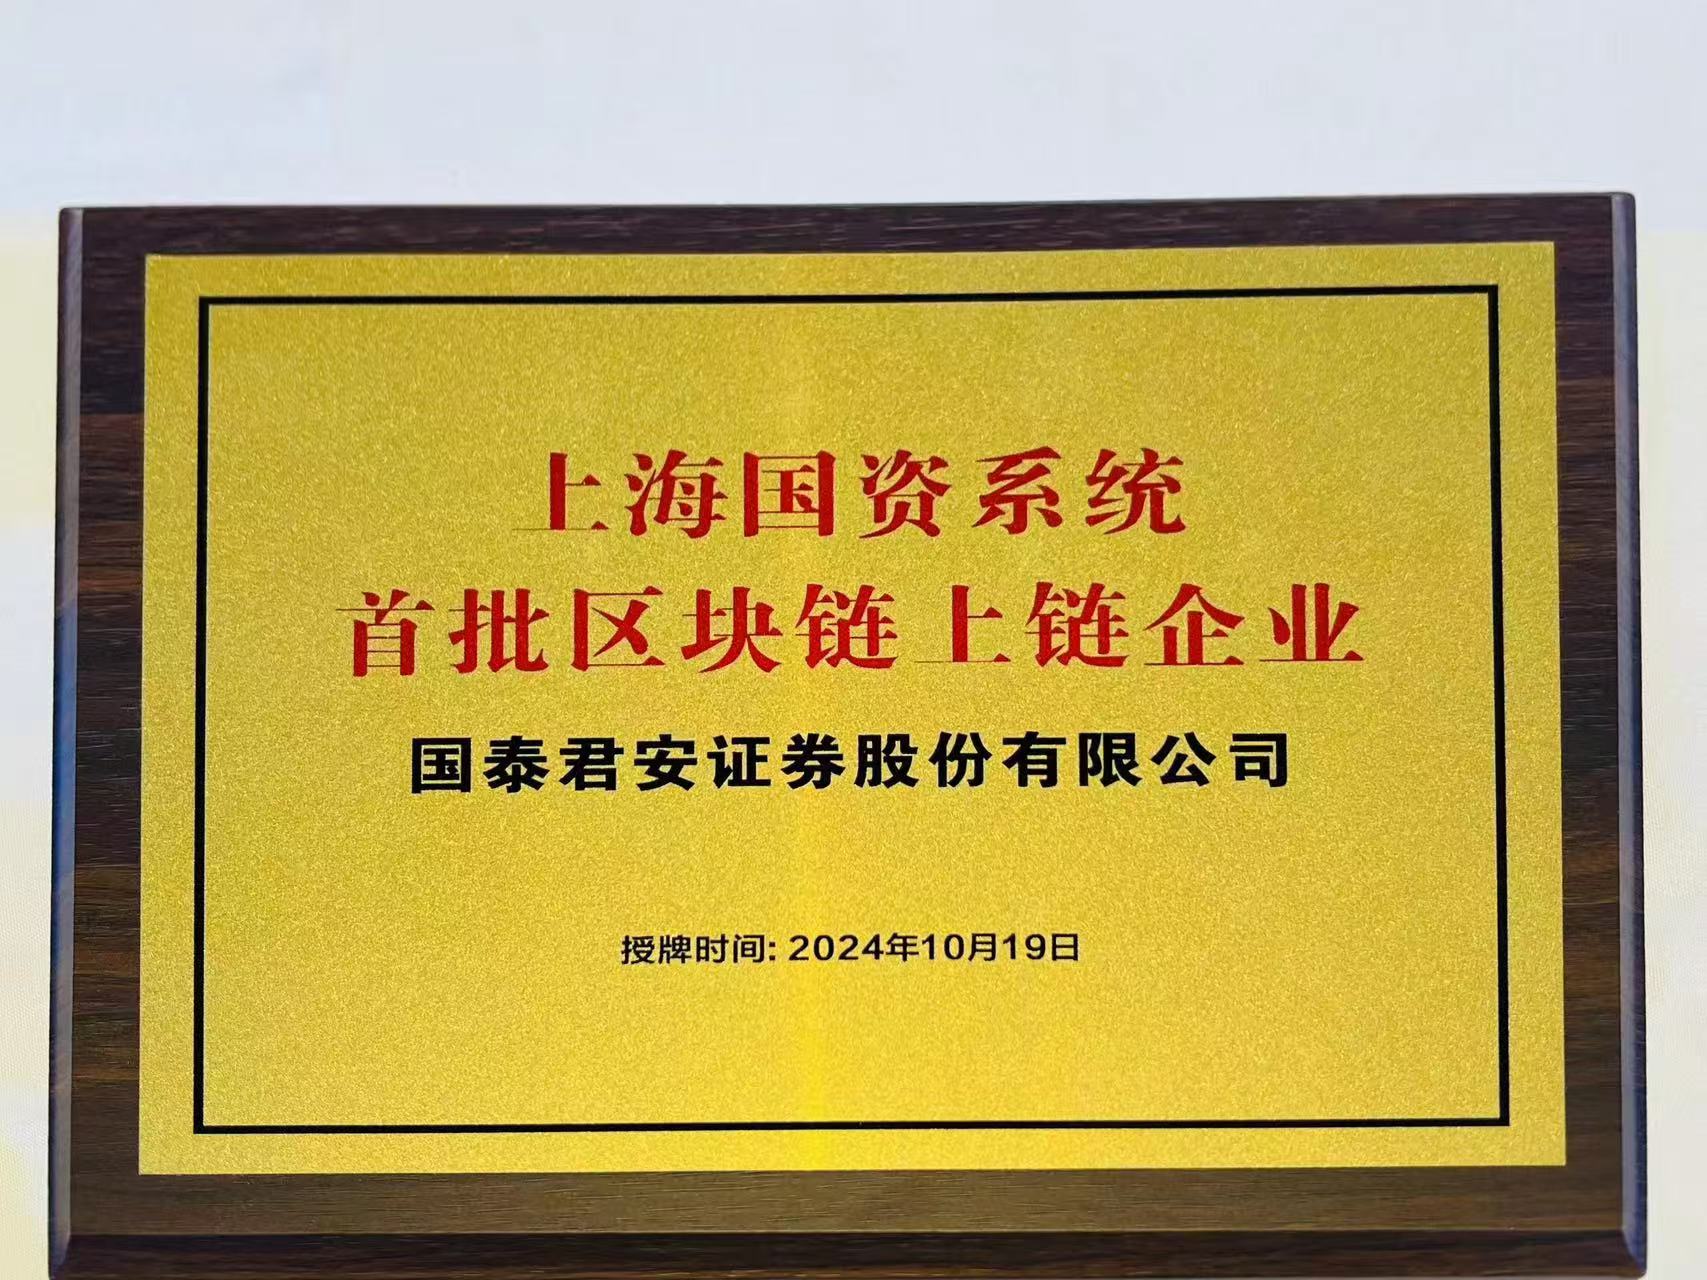 上海国资系统
首批区块链上链企业
国泰君安证券股份有限公司
授牌时间: 2024年10月19日